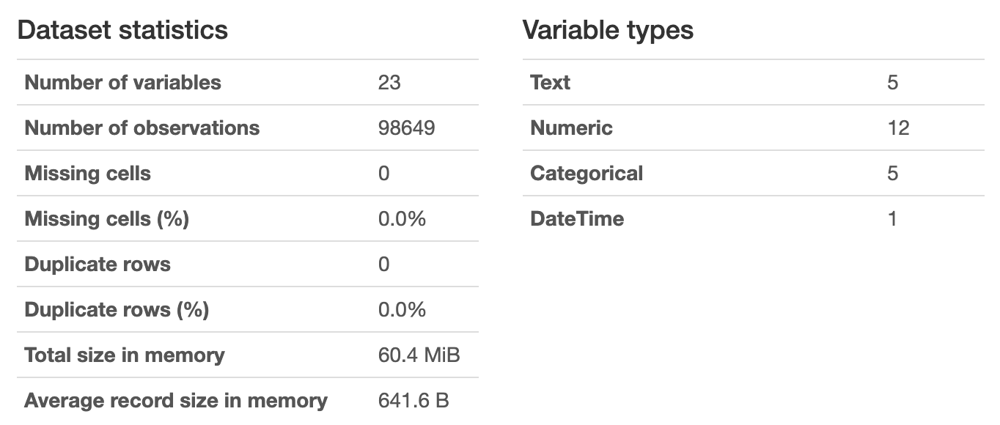 Dataset statistics
Number of variables 23
Number of observations 98649
Missing cells 0
Missing cells (%) 0.0%
Duplicate rows 0
Duplicate rows (%) 0.0%
Total size in memory 60.4 MiB
Average record size in memory 641.6 B
Variable types
Text 5
Numeric 12
Categorical 5
DateTime 1